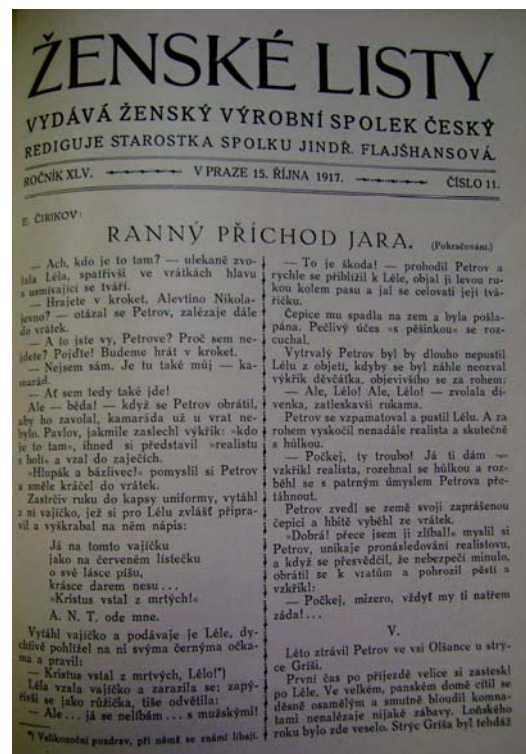 ŽENSKÉ LISTY
VYDÁVÁ ŽENSKÝ VÝROBNÍ SPOLEK ČESKÝ
REDIGUJE STAROSTKA SPOLKU JINDŘ. FLAJŠHANSOVÁ.
ROČNÍK XLV. V PRAZE 15. ŘÍJNA 1917. ČÍSLO 11.
E. ČIRIKOV:
RANNÝ PŘÍCHOD JARA. (Pokračování.)
— Ach, kdo je to tam? — ulekaně zvo-
lala Léla, spatřivši ve vrátkách hlavu
s usmívající se tváří.
— Hrajete v kroket, Alevtino Nikola-
jevno? — otázal se Petrov, zalézaje dále
do vrátek.
— A to jste vy, Petrove? Proč sem ne-
jdete? Pojďte! Budeme hrát v kroket.
— Nejsem sám. Je tu také můj — ka-
marád.
— Ať sem tedy také jde!
Ale — běda! — když se Petrov obrátil,
aby ho zavolal, kamaráda už u vrat ne-
bylo. Pavlov, jakmile zaslechl výkřik: »kdo
je to tam«, ihned si představil »realistu
s holí« a vzal do zaječích.
»Hlupák a bázlivec!« pomyslil si Petrov
a směle kráčel do vrátek.
Zastrčiv ruku do kapsy uniformy, vytáhl
z ní vajíčko, jež si pro Lélu zvlášť připra-
vil a vyškrabal na něm nápis:
Já na tomto vajíčku
jako na červeném lístečku
o své lásce píšu,
krásce darem nesu...
»Kristus vstal z mrtých!«
A. N. T. ode mne.
Vytáhl vajíčko a podávaje je Léle, dy-
chtivě pohlížel na ni svýma černýma očka-
ma a pravil:
— Kristus vstal z mrtvých, Lélo!*)
Léla vzala vajíčko a zarazila se; zapý-
řivši se jako růžička, tiše odvětila:
— Ale... já se nelíbám... s mužskými!
*) Velikonoční pozdrav, při němž se známí líbají.
— To je škoda! — prohodil Petrov a
rychle se přiblížil k Léle, objal ji levou ru-
kou kolem pasu a jal se celovati její tvá-
řičku.
Čepice mu spadla na zem a byla pošla-
pána. Pečlivý účes »s pěšinkou« se roz-
cuchal.
Vytrvalý Petrov byl by dlouho nepustil
Lélu z objetí, kdyby se byl náhle neozval
výkřik děvčátka, objevivšího se za rohem:
— Ale, Lélo! Ale, Lélo! — zvolala dí-
venka, zatleskavši rukama.
Petrov se vzpamatoval a pustil Lélu. A za
rohem vyskočil nenadále realista a skutečně
s hůlkou.
— Počkej, ty troubo! Já ti dám —
vzkřikl realista, rozehnal se hůlkou a roz-
běhl se s patrným úmyslem Petrova pře-
táhnout.
Petrov zvedl se země svoji zaprášenou
čepici a hbitě vyběhl ze vrátek.
»Dobrá! přece jsem ji zlíbal!« myslil si
Petrov, unikaje pronásledování realistovu,
a když se přesvědčil, že nebezpečí minulo,
obrátil se k vratům a pohrozil pěstí a
vzkřikl:
— Počkej, mizero, vždyť my ti natřem
záda!...
V.
Léto ztrávil Petrov ve vsi Olšance u strý-
ce Gríši.
První čas po příjezdě velice si zasteskl
po Léle. Ve velkém, panském domě cítil se
děsně osamělým a smutně bloudil komna-
tami nenalézaje nijaké zábavy. Loňského
roku bylo zde veselo. Strýc Gríša byl tehdáž